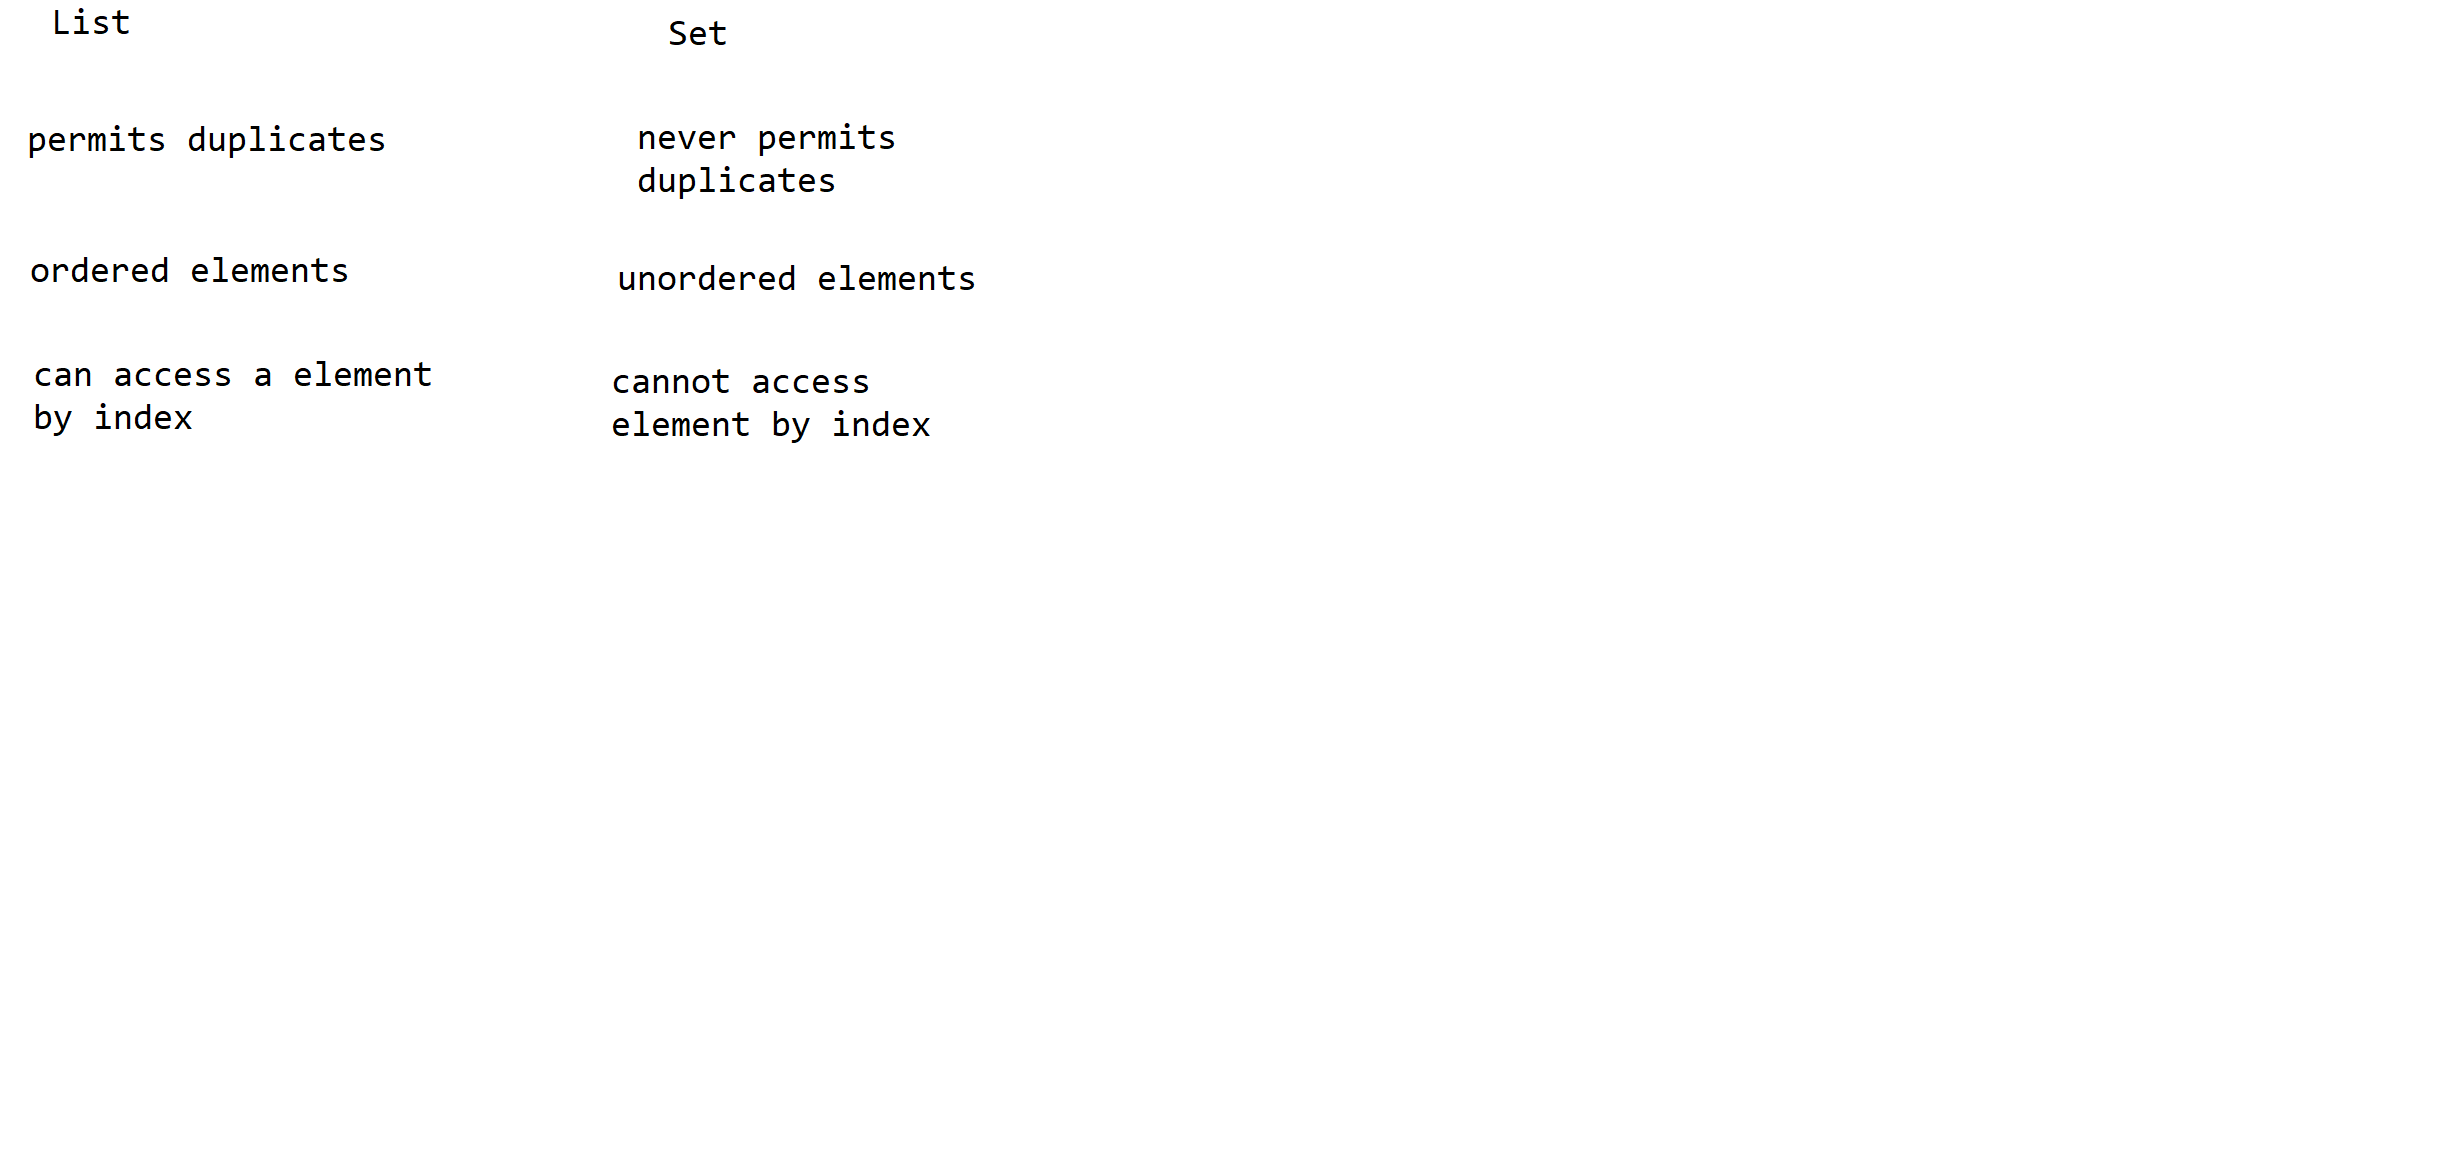 List
Set
permits duplicates
never permits
duplicates
ordered elements
unordered elements
can access a element
by index
cannot access
element by index